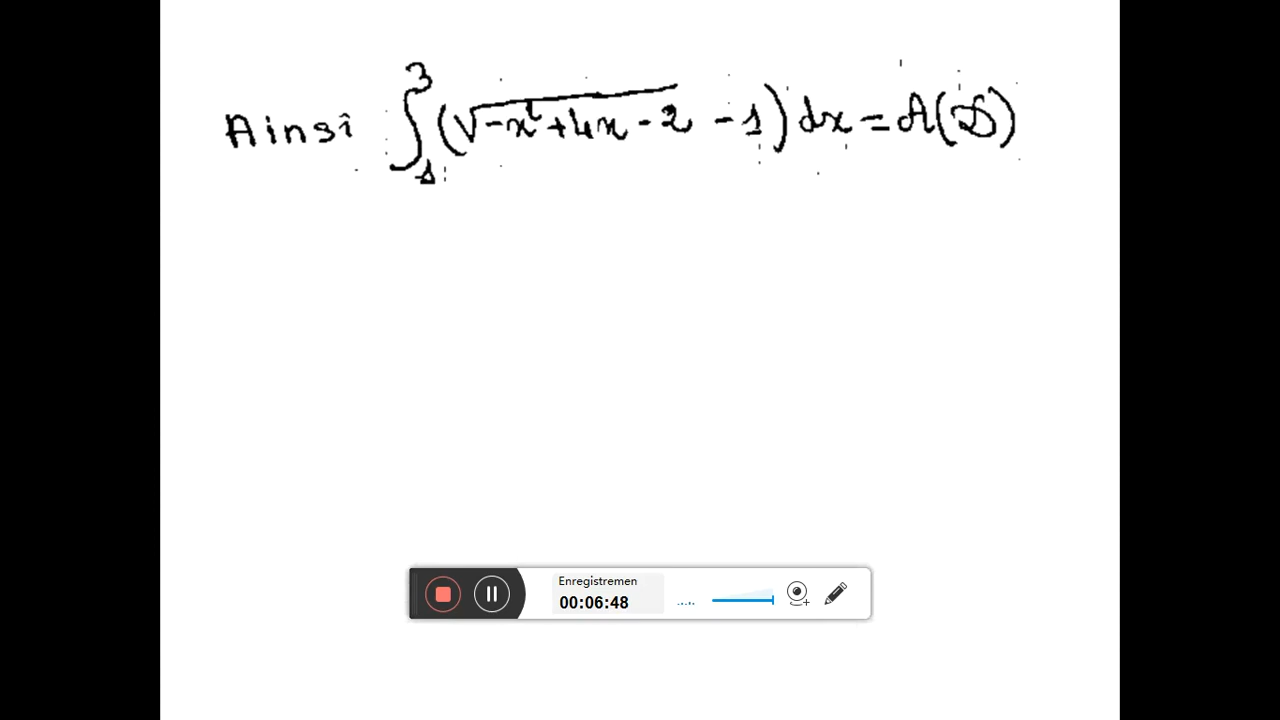 Ainsi ∫₁³ (√(-x²+4x-2) - 1) dx = A(D)
Enregistremen
00:06:48